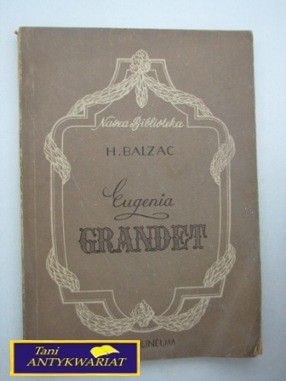 Nasza Biblioteka
H. BALZAC
Eugenia
GRANDET
Tani
ANTYKWARIAT